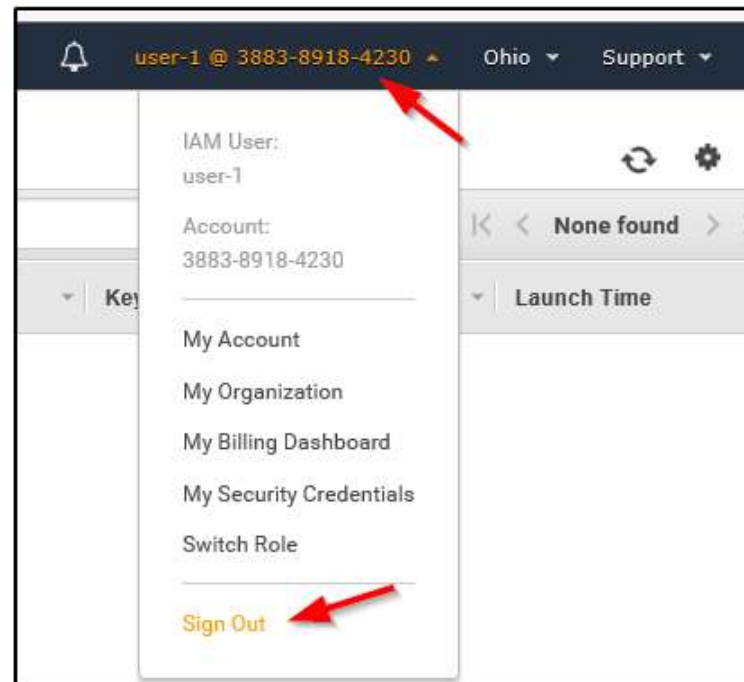 user-1 @ 3883-8918-4230 Ohio Support
IAM User:
user-1
Account:
3883-8918-4230
None found
Launch Time
My Account
My Organization
My Billing Dashboard
My Security Credentials
Switch Role
Sign Out